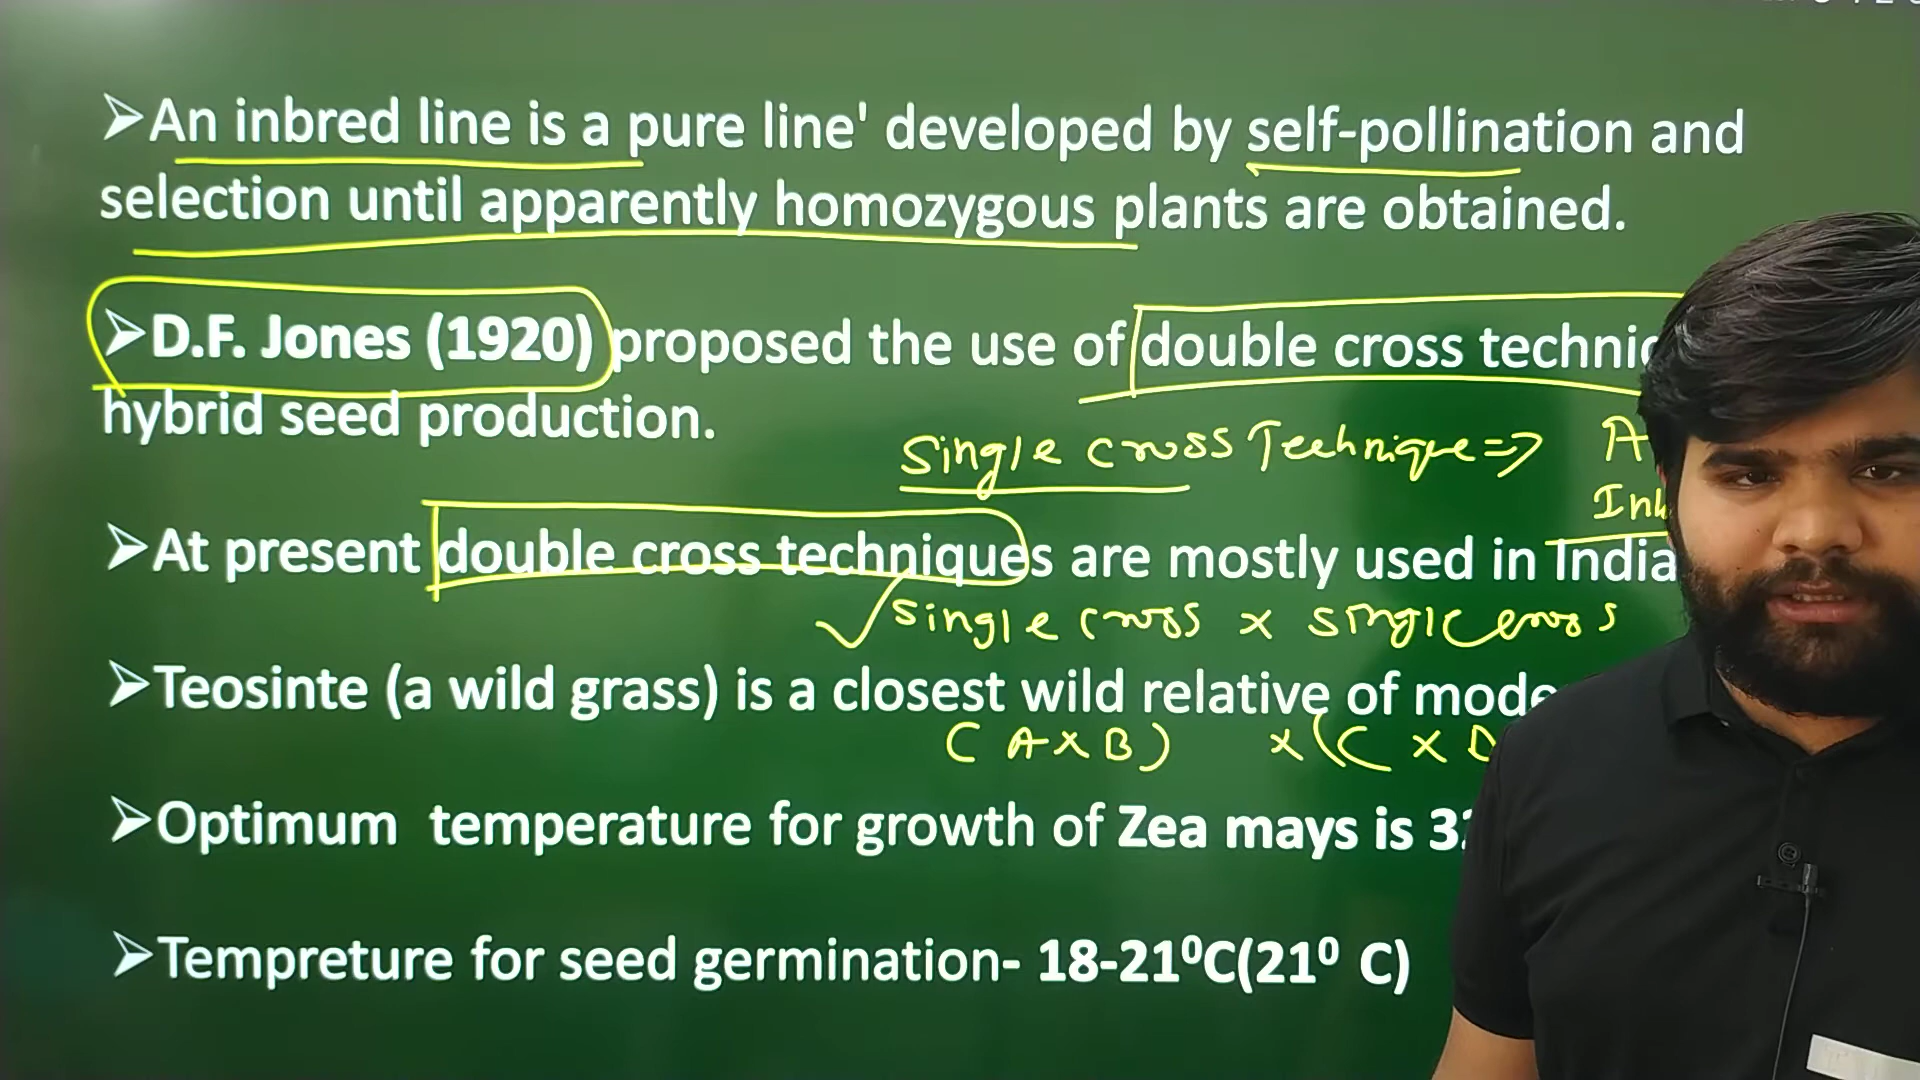 ➤An inbred line is a pure line' developed by self-pollination and
selection until apparently homozygous plants are obtained.
➤D.F. Jones (1920) proposed the use of double cross
hybrid seed production.
Single cross Technique => A
➤At present double cross techniques are mostly used in India
✓ single cross x single cross
➤Teosinte (a wild grass) is a closest wild relative of
(A x B) x (C x D
➤Optimum temperature for growth of Zea mays is
➤Tempreture for seed germination- 18-21⁰C(21⁰ C)